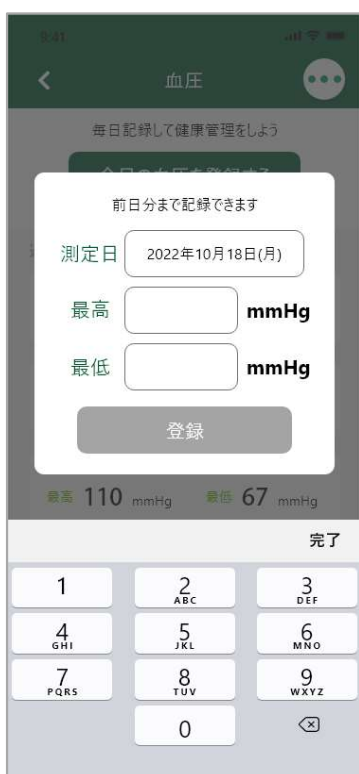 9:41
血圧
毎日記録して健康管理をしよう
前日分まで記録できます
測定日 2022年10月18日(月)
最高 mmHg
最低 mmHg
登録
最高 110 mmHg 最低 67 mmHg
完了
1 2 3
ABC DEF
4 5 6
GHI JKL MNO
7 8 9
PQRS TUV WXYZ
0